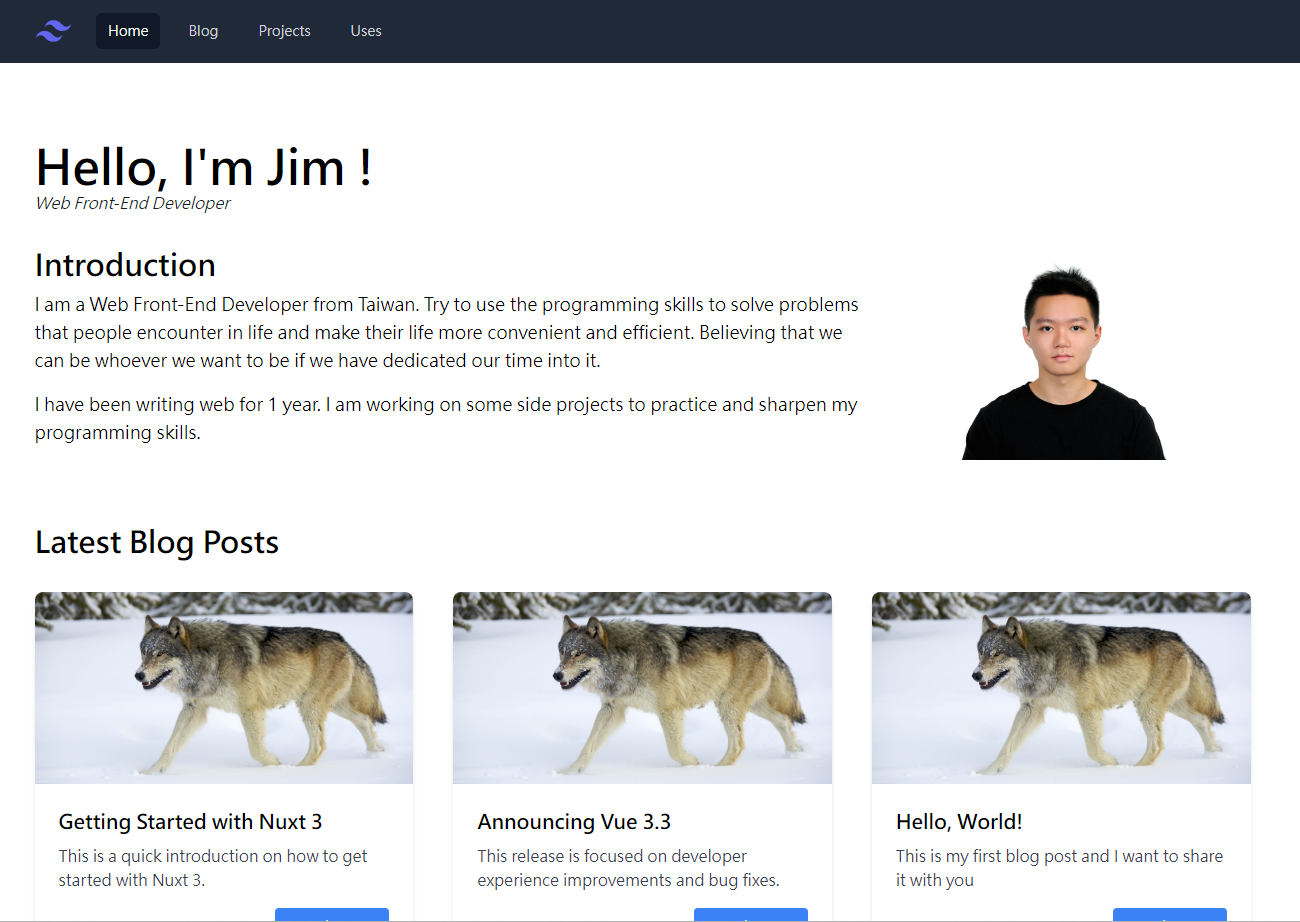 Home Blog Projects Uses
Hello, I'm Jim !
Web Front-End Developer
Introduction
I am a Web Front-End Developer from Taiwan. Try to use the programming skills to solve problems
that people encounter in life and make their life more convenient and efficient. Believing that we
can be whoever we want to be if we have dedicated our time into it.
I have been writing web for 1 year. I am working on some side projects to practice and sharpen my
programming skills.
Latest Blog Posts
Getting Started with Nuxt 3
This is a quick introduction on how to get
started with Nuxt 3.
Announcing Vue 3.3
This release is focused on developer
experience improvements and bug fixes.
Hello, World!
This is my first blog post and I want to share
it with you